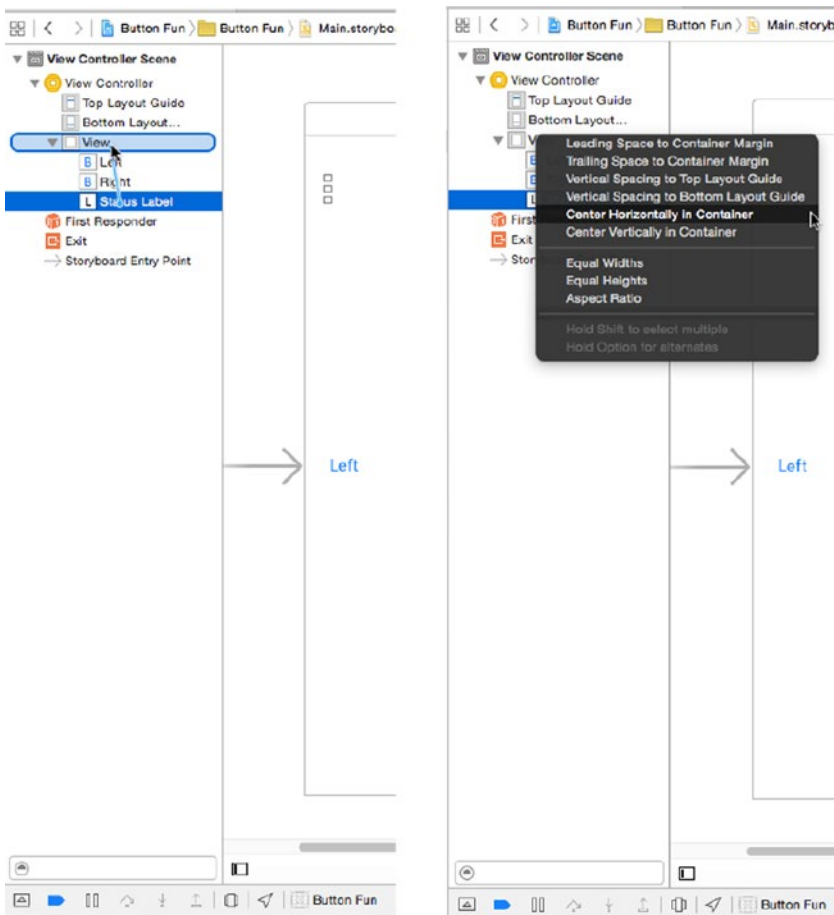 Button Fun Button Fun Main.storybo
View Controller Scene
View Controller
Top Layout Guide
Bottom Layout...
View
B Left
B Right
L Status Label
First Responder
Exit
Storyboard Entry Point
Left
Button Fun
Button Fun Button Fun Main.storyb
View Controller Scene
View Controller
Top Layout Guide
Bottom Layout...
V
Leading Space to Container Margin
Trailing Space to Container Margin
Vertical Spacing to Top Layout Guide
Vertical Spacing to Bottom Layout Guide
Center Horizontally in Container
Center Vertically in Container
Equal Widths
Equal Heights
Aspect Ratio
Hold Shift to select multiple
Hold Option for alternates
First
Exit
Stor
Left
Button Fun